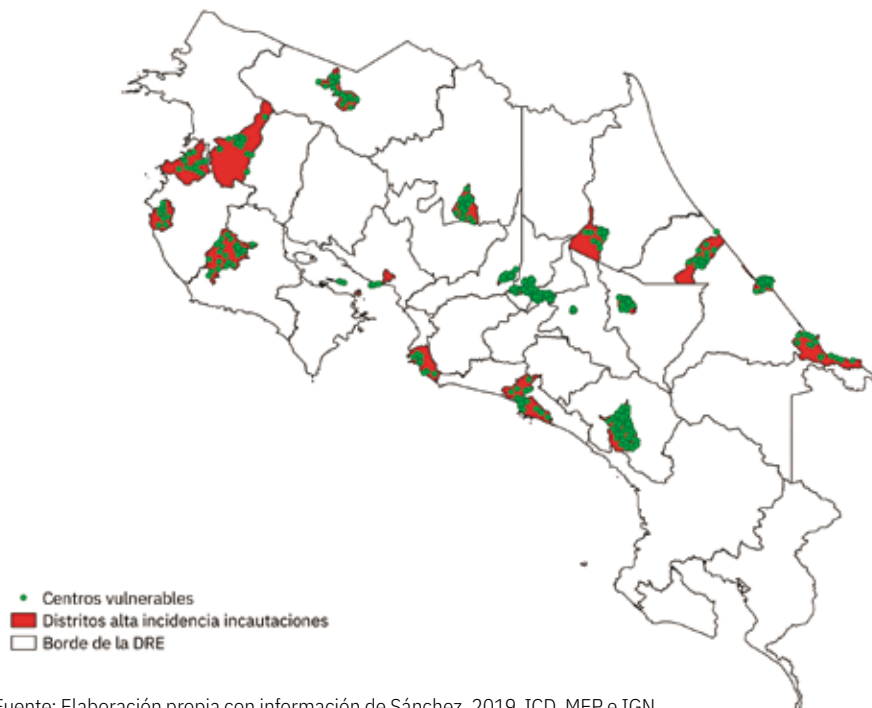 Centros vulnerables
Distritos alta incidencia incautaciones
Borde de la DRE
Fuente: Elaboración propia con información de Sánchez, 2019, ICD, MEP e IGN